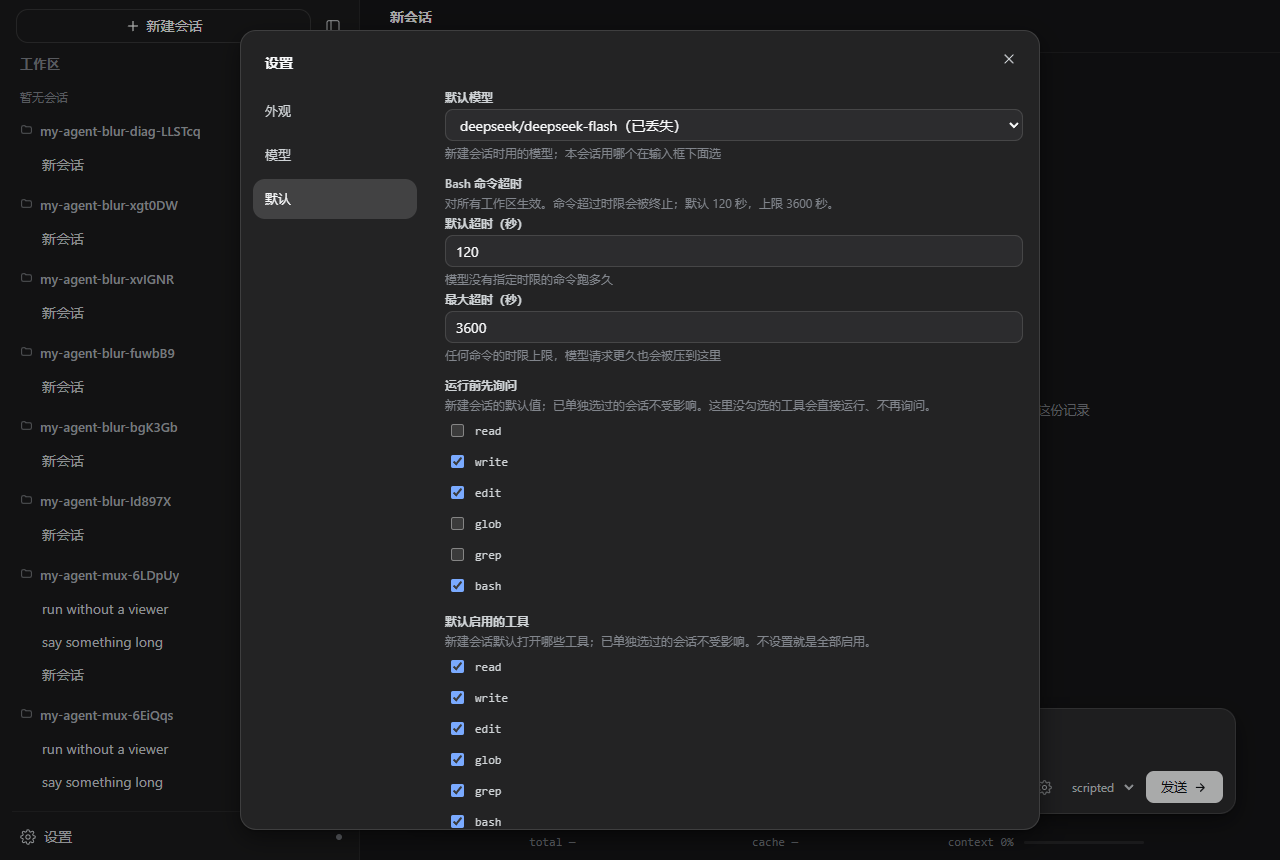 新建会话
工作区
暂无会话
my-agent-blur-diag-LLSTcq
新会话
my-agent-blur-xgt0DW
新会话
my-agent-blur-xvIGNR
新会话
my-agent-blur-fuwbB9
新会话
my-agent-blur-bgK3Gb
新会话
my-agent-blur-Id897X
新会话
my-agent-mux-6LDpUy
run without a viewer
say something long
新会话
my-agent-mux-6EiQqs
run without a viewer
say something long
设置
新会话
设置
外观
模型
默认
默认模型
deepseek/deepseek-flash（已丢失）
新建会话时用的模型；本会话用哪个在输入框下面选
Bash 命令超时
对所有工作区生效。命令超过时限会被终止；默认 120 秒，上限 3600 秒。
默认超时（秒）
120
模型没有指定时限的命令跑多久
最大超时（秒）
3600
任何命令的时限上限，模型请求更久也会被压到这里
运行前先询问
新建会话的默认值；已单独选过的会话不受影响。这里没勾选的工具会直接运行、不再询问。
read
write
edit
glob
grep
bash
默认启用的工具
新建会话默认打开哪些工具；已单独选过的会话不受影响。不设置就是全部启用。
read
write
edit
glob
grep
bash
这份记录
scripted
发送 →
total —
cache —
context 0%